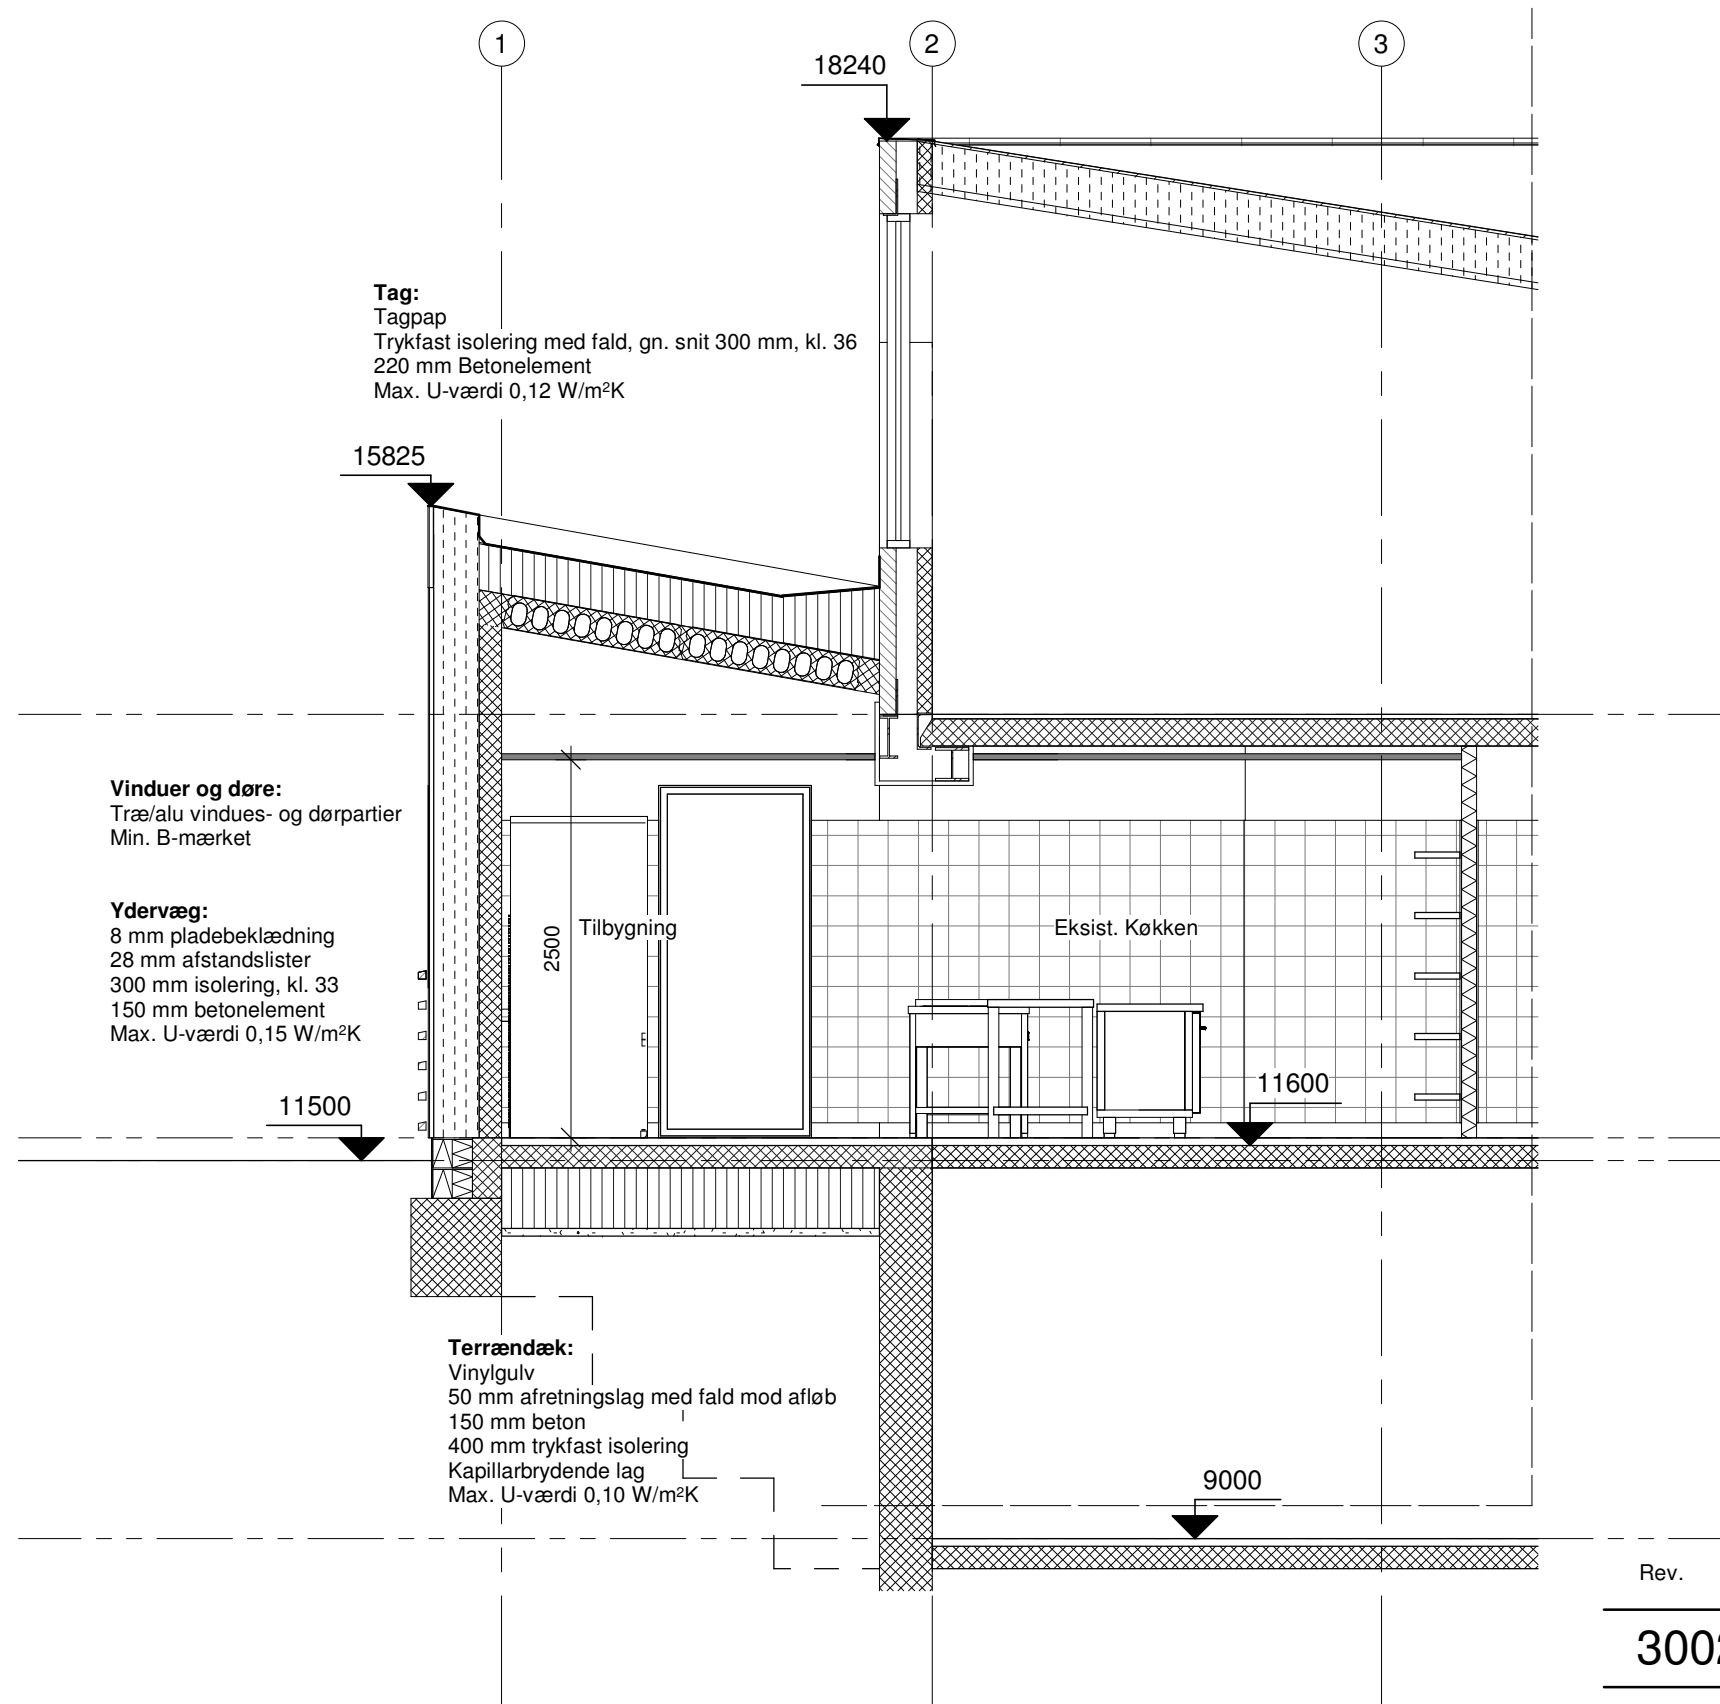 1
2
3
18240
Tag:
Tagpap
Trykfast isolering med fald, gn. snit 300 mm, kl. 36
220 mm Betonelement
Max. U-værdi 0,12 W/m²K
15825
Vinduer og døre:
Træ/alu vindues- og dørpartier
Min. B-mærket
Ydervæg:
8 mm pladebeklædning
28 mm afstandslister
300 mm isolering, kl. 33
150 mm betonelement
Max. U-værdi 0,15 W/m²K
2500
Tilbygning
Eksist. Køkken
11600
11500
Terrændæk:
Vinylgulv
50 mm afretningslag med fald mod afløb
150 mm beton
400 mm trykfast isolering
Kapillarbrydende lag
Max. U-værdi 0,10 W/m²K
9000
Rev.
300